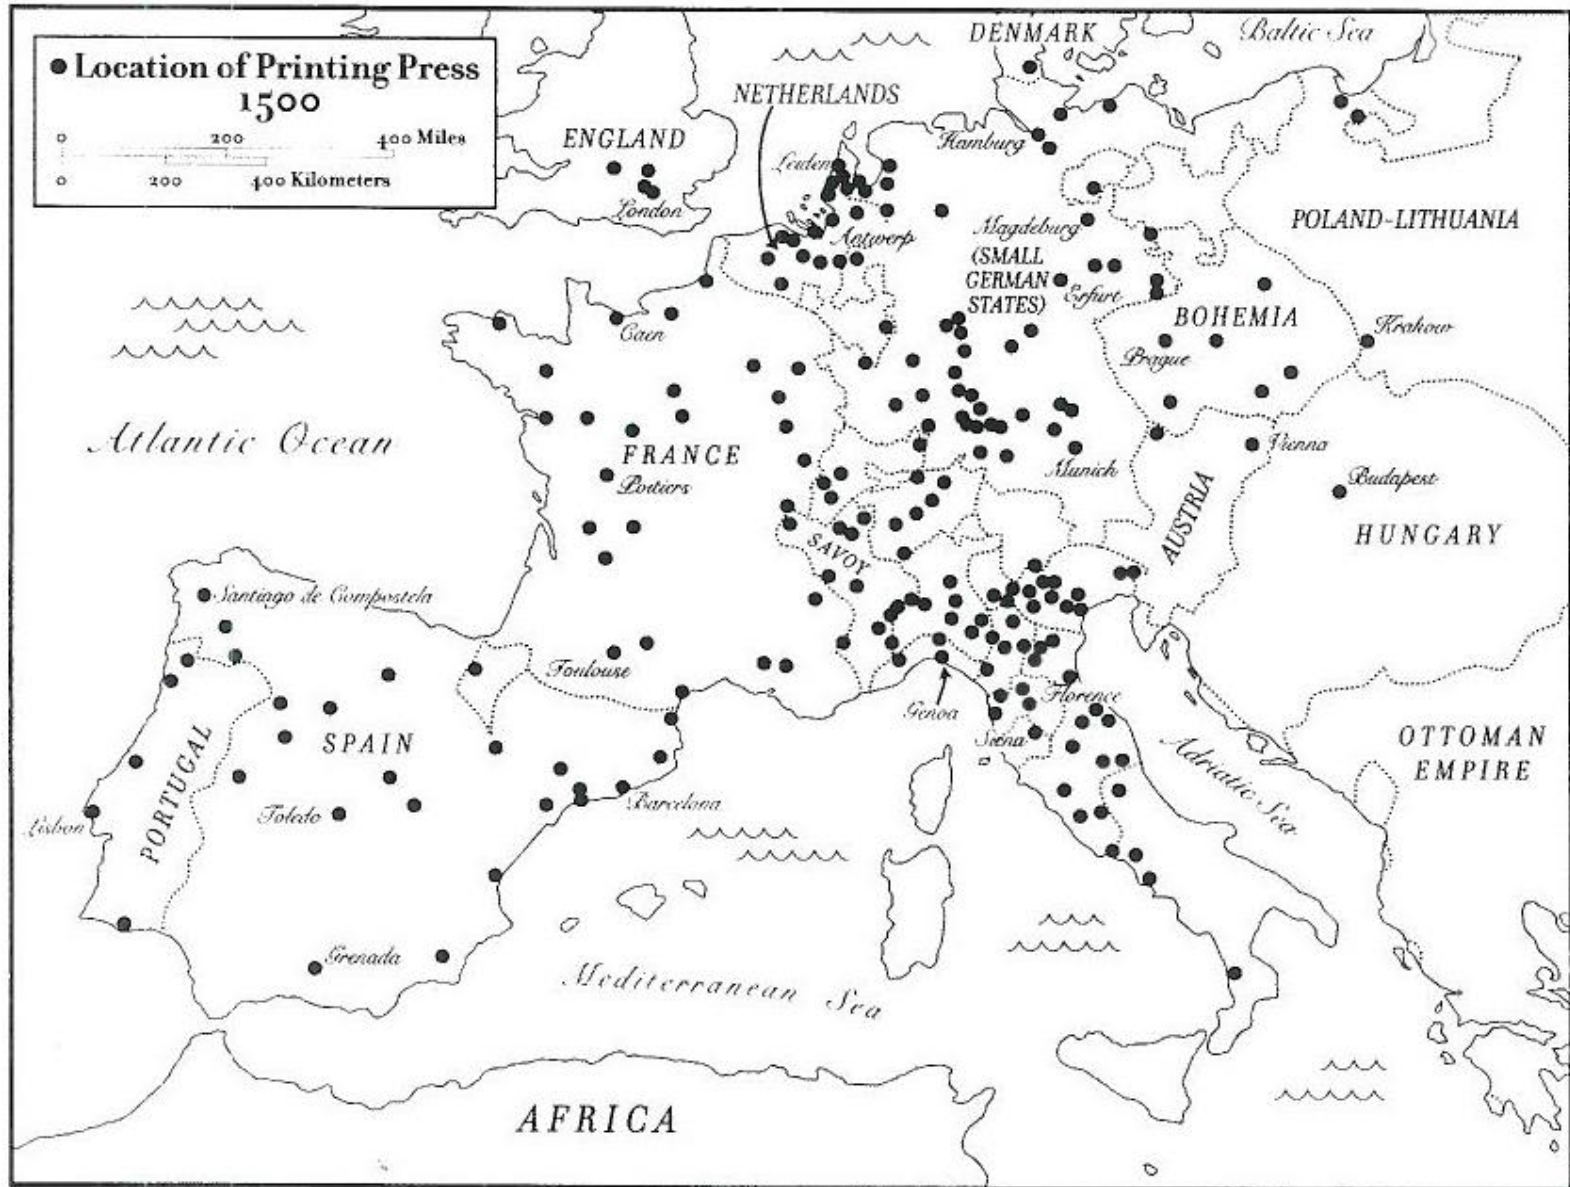 Location of Printing Press
1500
0 200 400 Miles
0 200 400 Kilometers
DENMARK
Baltic Sea
NETHERLANDS
ENGLAND
Hamburg
Leiden
London
POLAND-LITHUANIA
Magdeburg
Antwerp
(SMALL
GERMAN
STATES)
Erfurt
BOHEMIA
Caen
Krakow
Prague
Atlantic Ocean
FRANCE
Vienna
Munich
Poitiers
Budapest
AUSTRIA
HUNGARY
SAVOY
Santiago de Compostela
Toulouse
Florence
Genoa
Siena
SPAIN
PORTUGAL
OTTOMAN
EMPIRE
Adriatic Sea
Barcelona
Toledo
Lisbon
Grenada
Mediterranean Sea
AFRICA